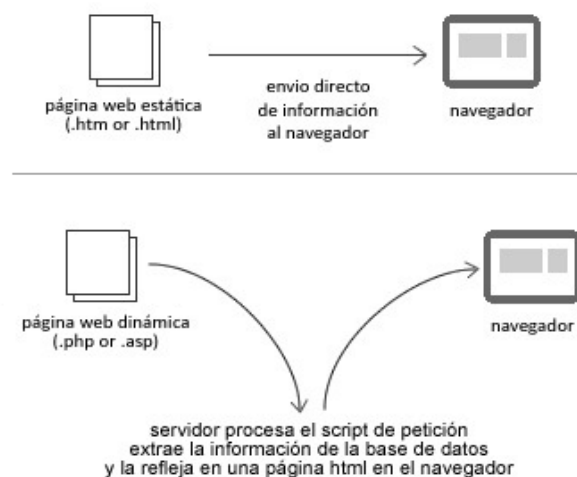 página web estática
(.htm or .html)
envio directo
de información
al navegador
navegador
página web dinámica
(.php or .asp)
navegador
servidor procesa el script de petición
extrae la información de la base de datos
y la refleja en una página html en el navegador